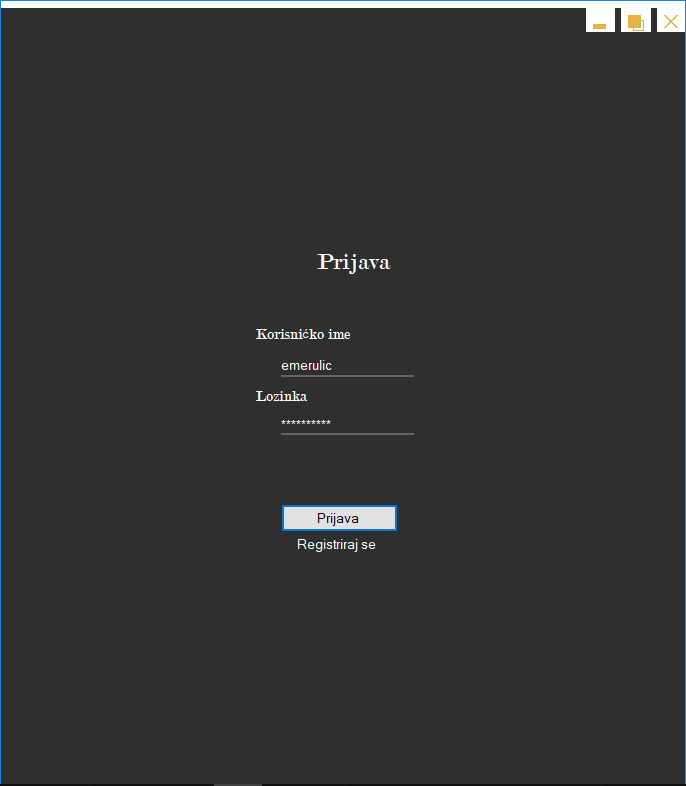 Prijava
Korisničko ime
emerulic
Lozinka
**********
Prijava
Registriraj se